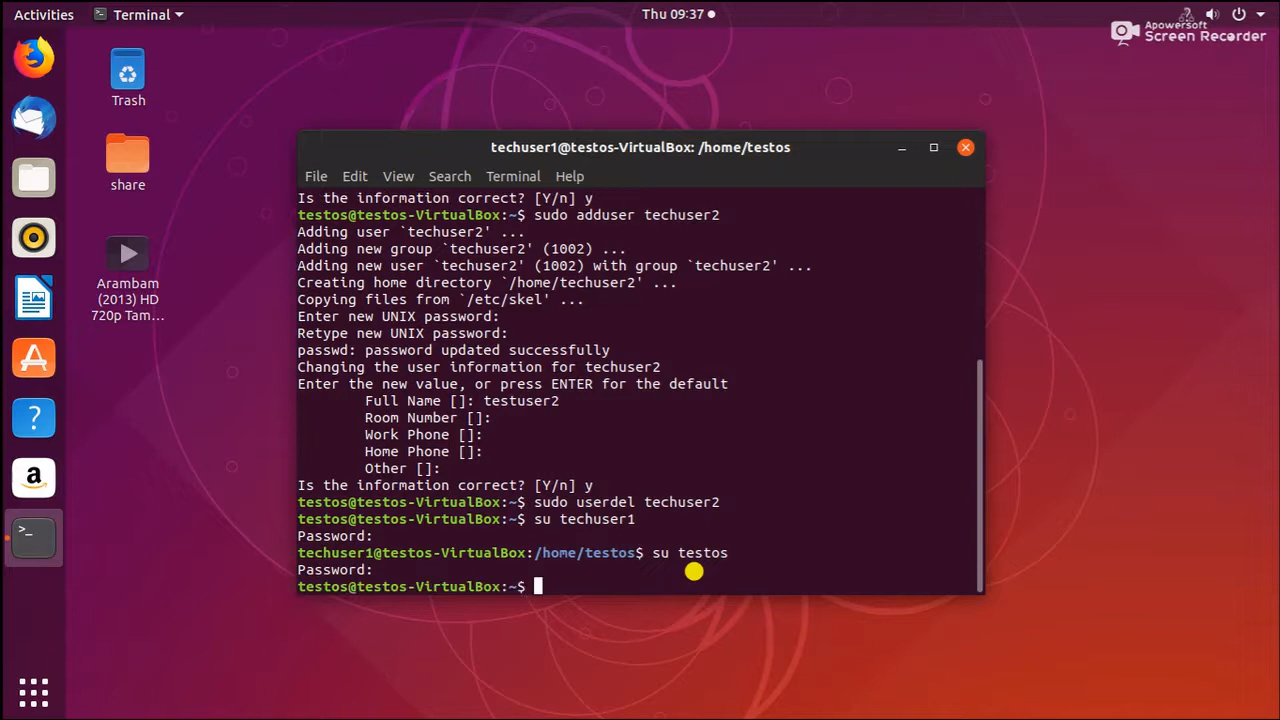 Activities
Terminal
Thu 09:37
Apowersoft
Screen Recorder
Trash
share
Arambam
(2013) HD
720p Tam…
techuser1@testos-VirtualBox: /home/testos
File Edit View Search Terminal Help
Is the information correct? [Y/n] y
testos@testos-VirtualBox:~$ sudo adduser techuser2
Adding user `techuser2' ...
Adding new group `techuser2' (1002) ...
Adding new user `techuser2' (1002) with group `techuser2' ...
Creating home directory `/home/techuser2' ...
Copying files from `/etc/skel' ...
Enter new UNIX password:
Retype new UNIX password:
passwd: password updated successfully
Changing the user information for techuser2
Enter the new value, or press ENTER for the default
Full Name []: testuser2
Room Number []:
Work Phone []:
Home Phone []:
Other []:
Is the information correct? [Y/n] y
testos@testos-VirtualBox:~$ sudo userdel techuser2
testos@testos-VirtualBox:~$ su techuser1
Password:
techuser1@testos-VirtualBox:/home/testos$ su testos
Password:
testos@testos-VirtualBox:~$